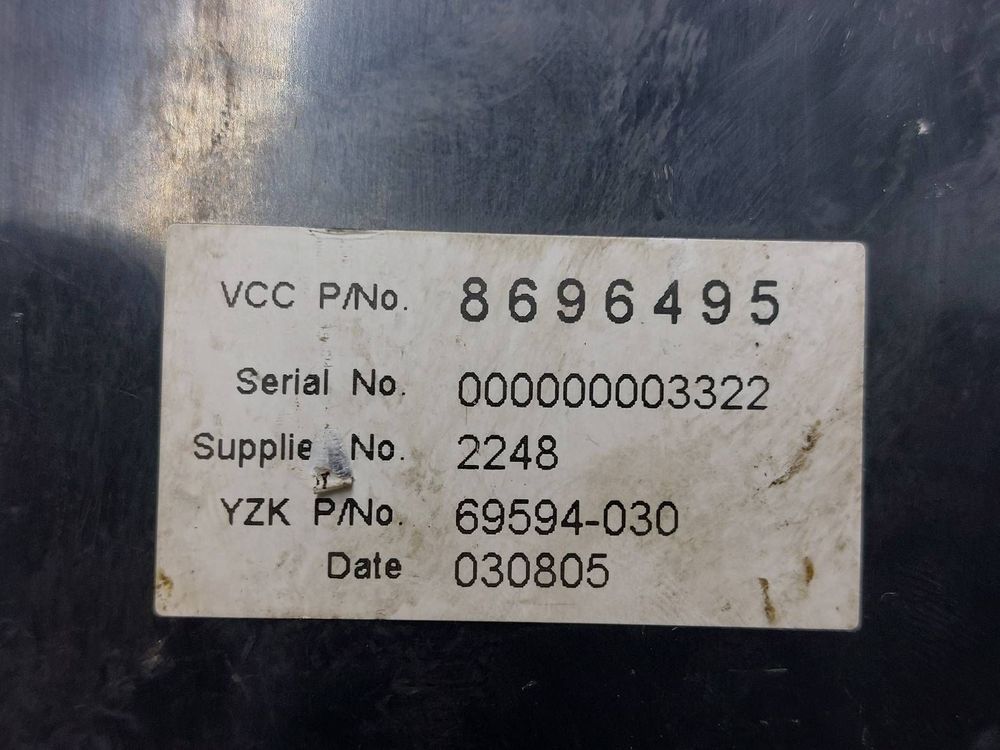 VCC P/No. 8696495
Serial No. 000000003322
Supplie No. 2248
YZK P/No. 69594-030
Date 030805